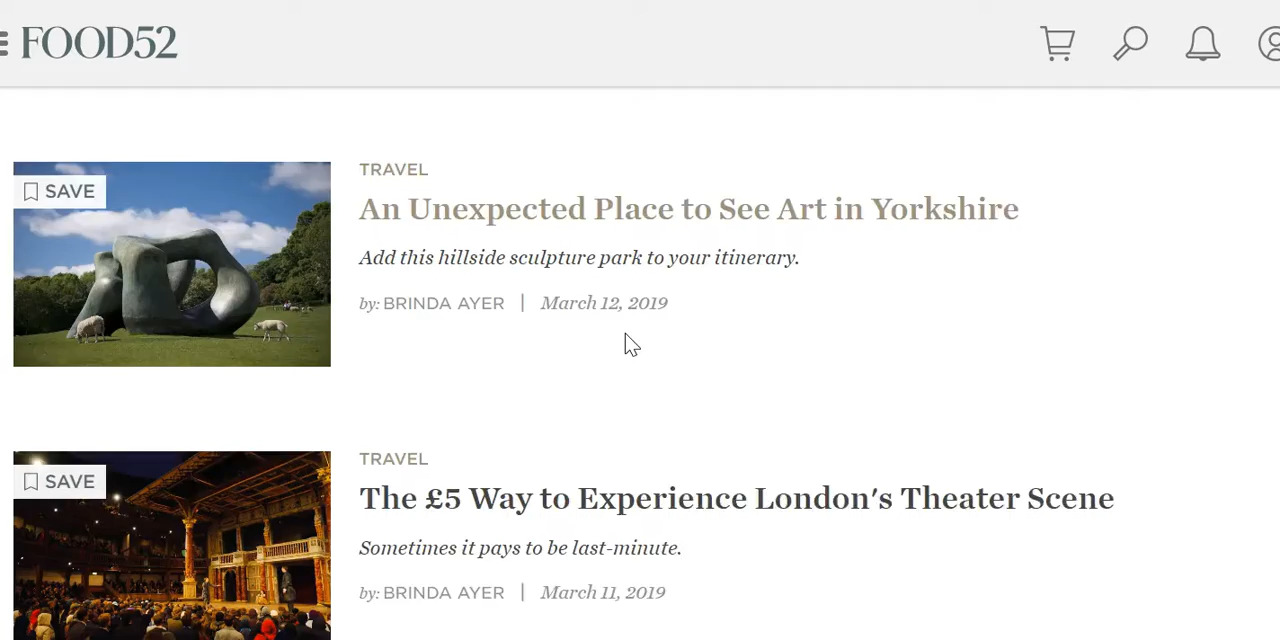 FOOD52
SAVE
TRAVEL
An Unexpected Place to See Art in Yorkshire
Add this hillside sculpture park to your itinerary.
by: BRINDA AYER | March 12, 2019
SAVE
TRAVEL
The £5 Way to Experience London's Theater Scene
Sometimes it pays to be last-minute.
by: BRINDA AYER | March 11, 2019